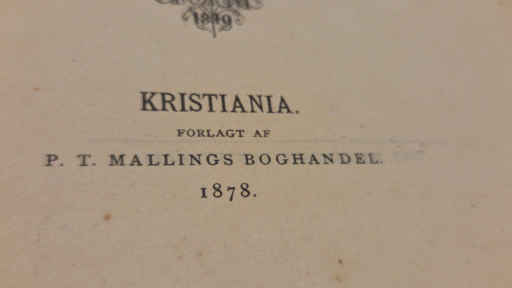 KRISTIANIA.
FORLAGT AF
P. T. MALLINGS BOGHANDEL.
1878.